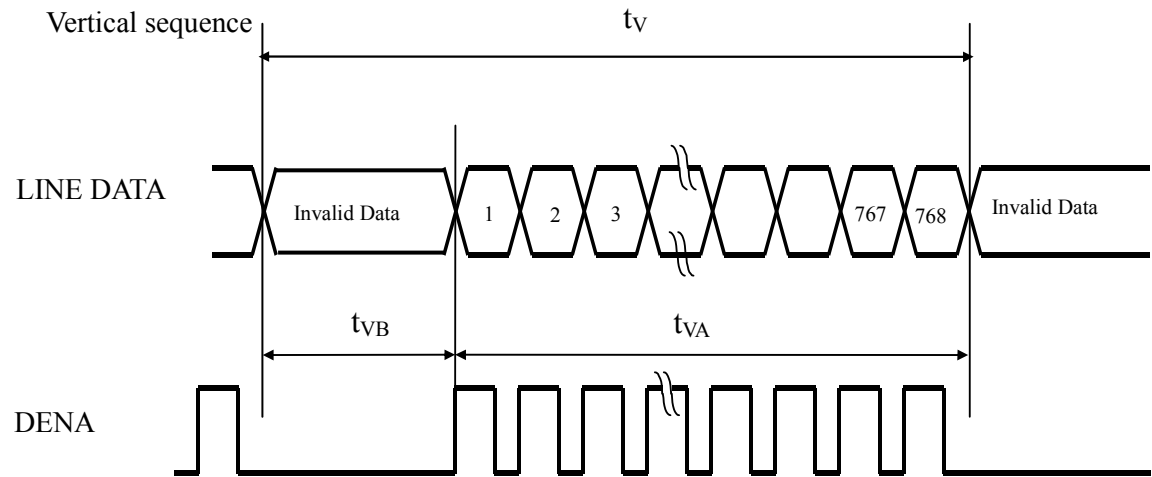 Vertical sequence
tV
LINE DATA
Invalid Data
1
2
3
767
768
Invalid Data
tVB
tVA
DENA